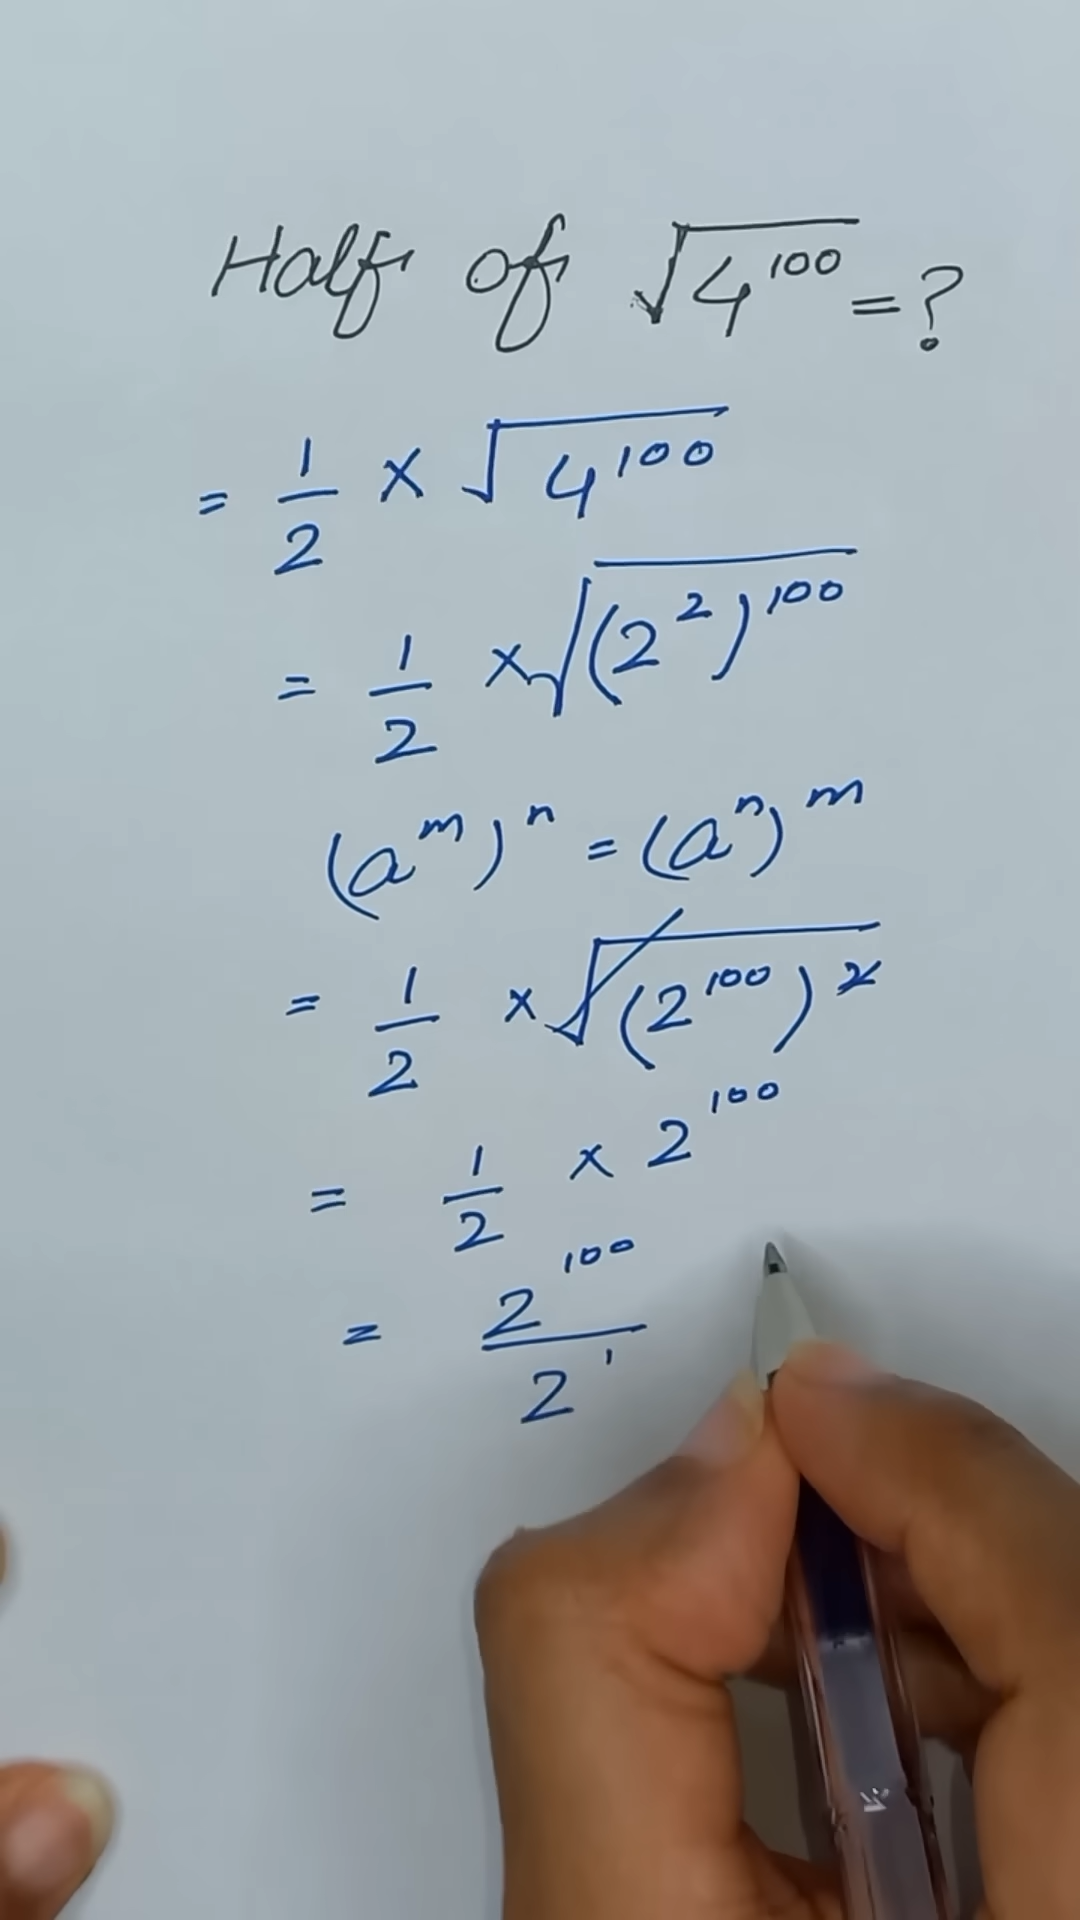 Half of √4¹⁰⁰ = ?
= 1/2 × √4¹⁰⁰
= 1/2 × √(2²)¹⁰⁰
(aᵐ)ⁿ = (aⁿ)ᵐ
= 1/2 × √(2¹⁰⁰)²
= 1/2 × 2¹⁰⁰
= 2¹⁰⁰/2¹